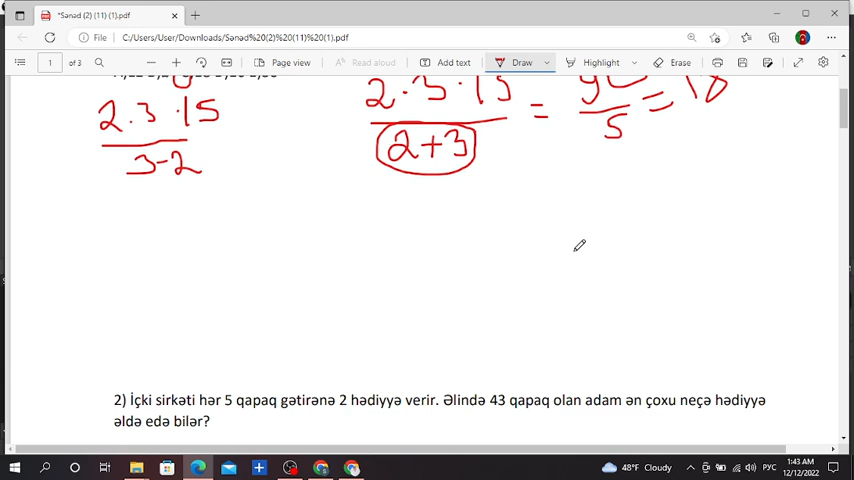 *Sənəd (2) (11) (1).pdf
File C:/Users/User/Downloads/Sənəd%20(2)%20(11)%20(1).pdf
1 of 3 Page view Read aloud Add text Draw Highlight Erase
2·3·15
3-2
2·3·15
2+3
=
5
= 18
2) İçki sirkəti hər 5 qapaq gətirənə 2 hədiyyə verir. Əlində 43 qapaq olan adam ən çoxu neçə hədiyyə
əldə edə bilər?
48°F Cloudy РУС 1:43 AM
12/12/2022